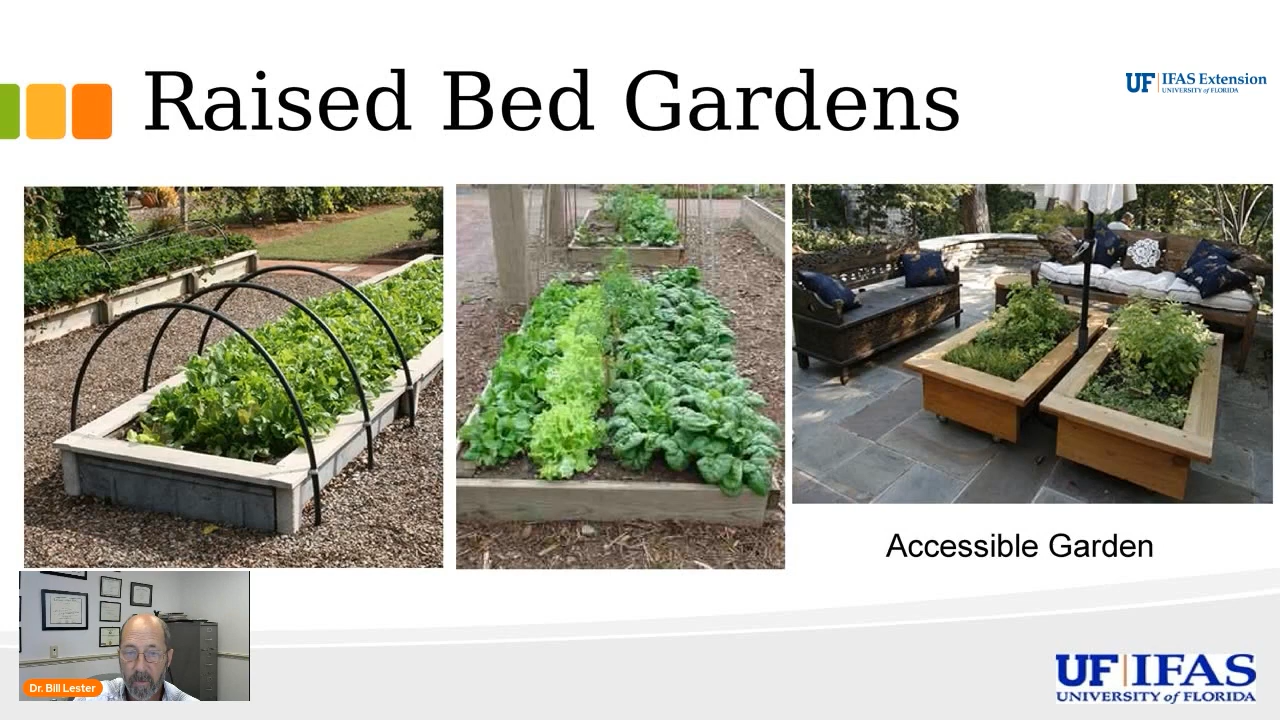 Raised Bed Gardens
UF IFAS Extension
UNIVERSITY of FLORIDA
Accessible Garden
Dr. Bill Lester
UF IFAS
UNIVERSITY of FLORIDA